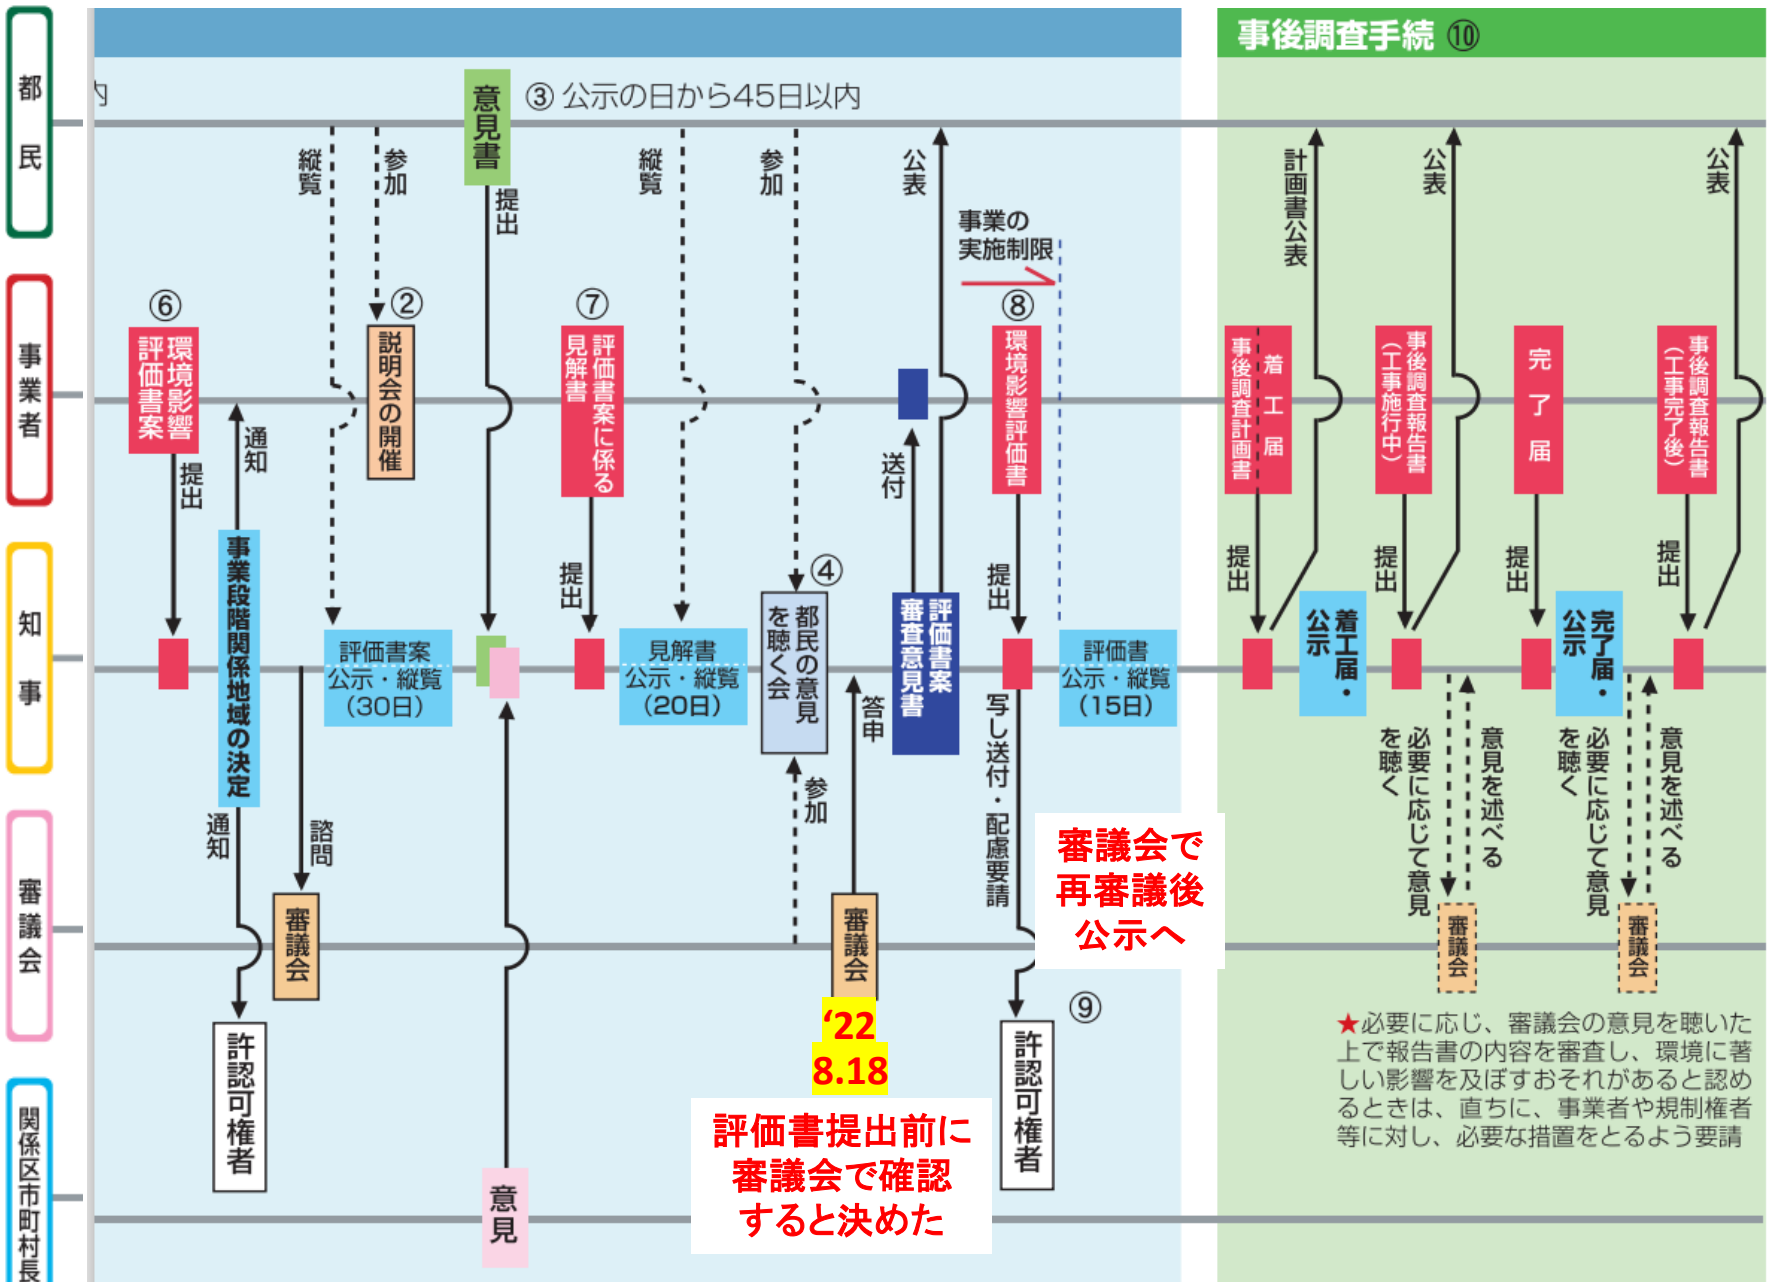 都民
事業者
知事
審議会
関係区市町村長
内
意見書
③ 公示の日から45日以内
縦覧
参加
提出
縦覧
参加
公表
事業の
実施制限
⑥
環境影響
評価書案
提出
通知
②
説明会の開催
⑦
評価書案に係る
見解書
提出
送付
⑧
環境影響評価書
提出
事業段階関係地域の決定
通知
諮問
審議会
許認可権者
評価書案
公示・縦覧
(30日)
意見
見解書
公示・縦覧
(20日)
④
都民の意見
を聴く会
参加
答申
審議会
評価書案
審査意見書
写し送付・配慮要請
評価書
公示・縦覧
(15日)
⑨
許認可権者
審議会で
再審議後
公示へ
‘22
8.18
評価書提出前に
審議会で確認
すると決めた
事後調査手続 ⑩
計画書公表
公表
公表
着工届
事後調査計画書
提出
事後調査報告書
(工事施行中)
提出
完了届
提出
事後調査報告書
(工事完了後)
提出
着工届・
公示
完了届・
公示
必要に応じて意見
を聴く
意見を述べる
審議会
必要に応じて意見
を聴く
意見を述べる
審議会
★必要に応じ、審議会の意見を聴いた
上で報告書の内容を審査し、環境に著
しい影響を及ぼすおそれがあると認め
るときは、直ちに、事業者や規制権者
等に対し、必要な措置をとるよう要請